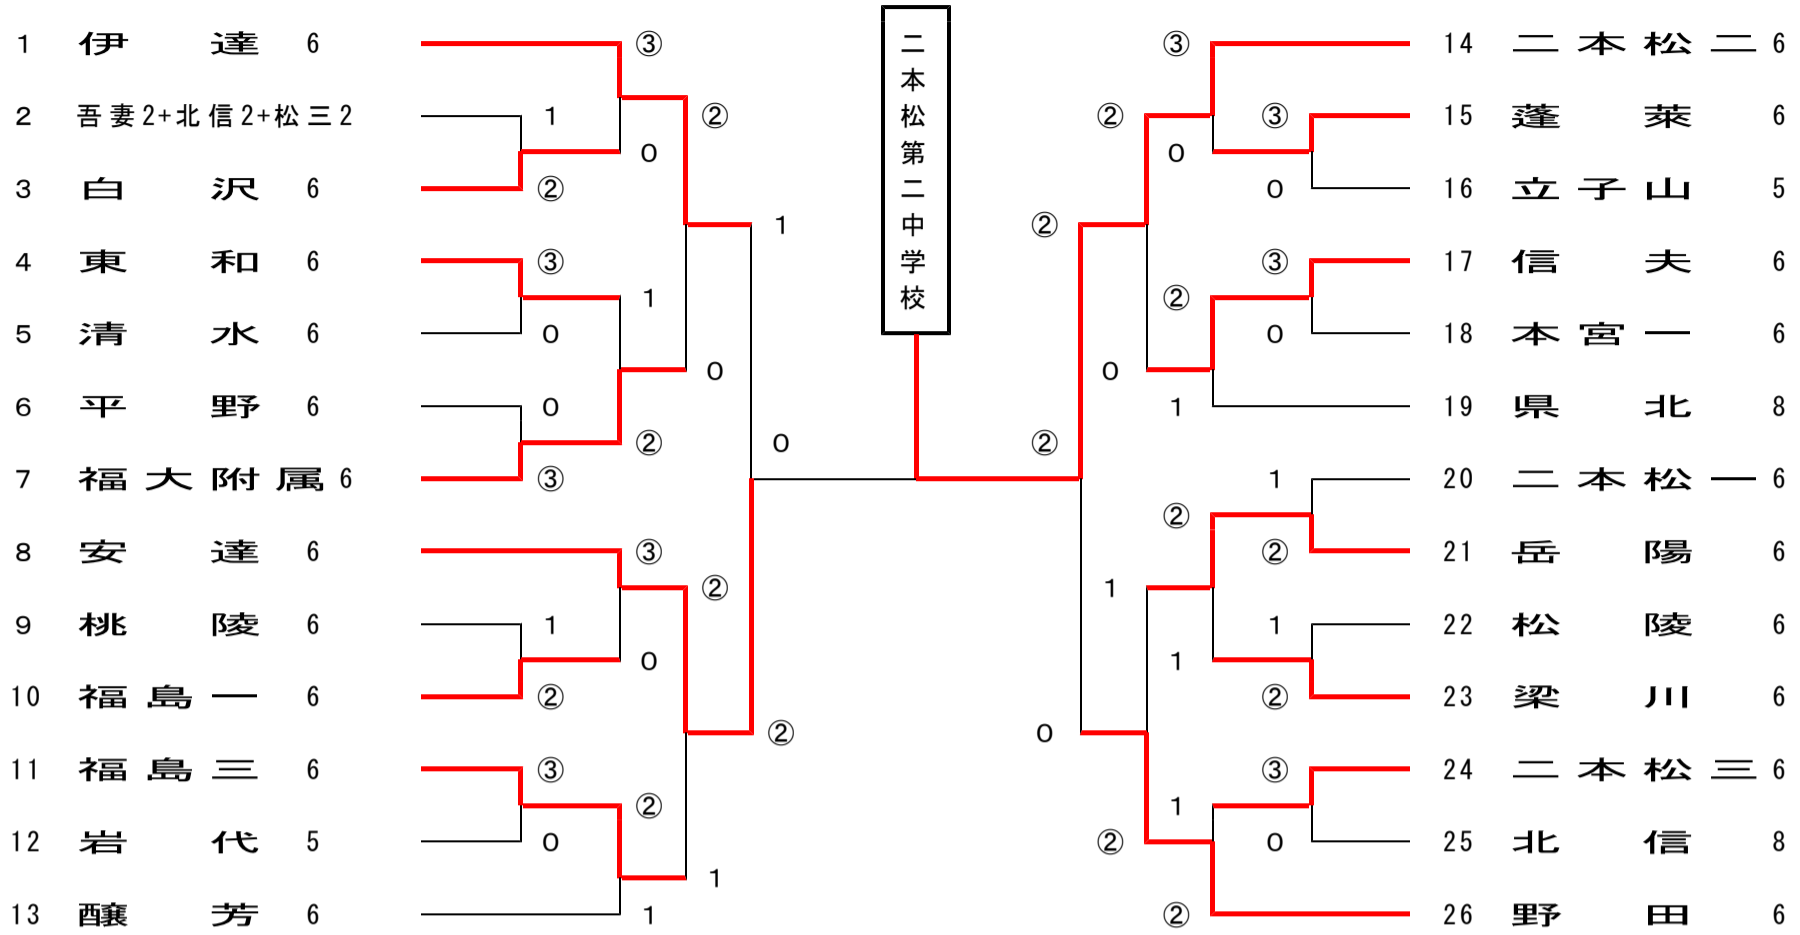 1 伊達 6 ③
2 吾妻2+北信2+松三2 1 ②
0
3 白沢 6 ②
1
4 東和 6 ③
1
5 清水 6 0
0
6 平野 6 0
②
7 福大附属 6 ③
0
8 安達 6 ③
②
9 桃陵 6 1
0
10 福島一 6 ②
②
11 福島三 6 ③
②
12 岩代 5 0
1
13 醸芳 6 1
二本松第二中学校
③ 14 二本松二 6
② ③ 15 蓬莱 6
0
0 16 立子山 5
②
③ 17 信夫 6
②
0 18 本宮一 6
0
1 19 県北 8
②
1 20 二本松一 6
②
② 21 岳陽 6
1
1 22 松陵 6
1
② 23 梁川 6
0
③ 24 二本松三 6
1
② 0 25 北信 8
② 26 野田 6